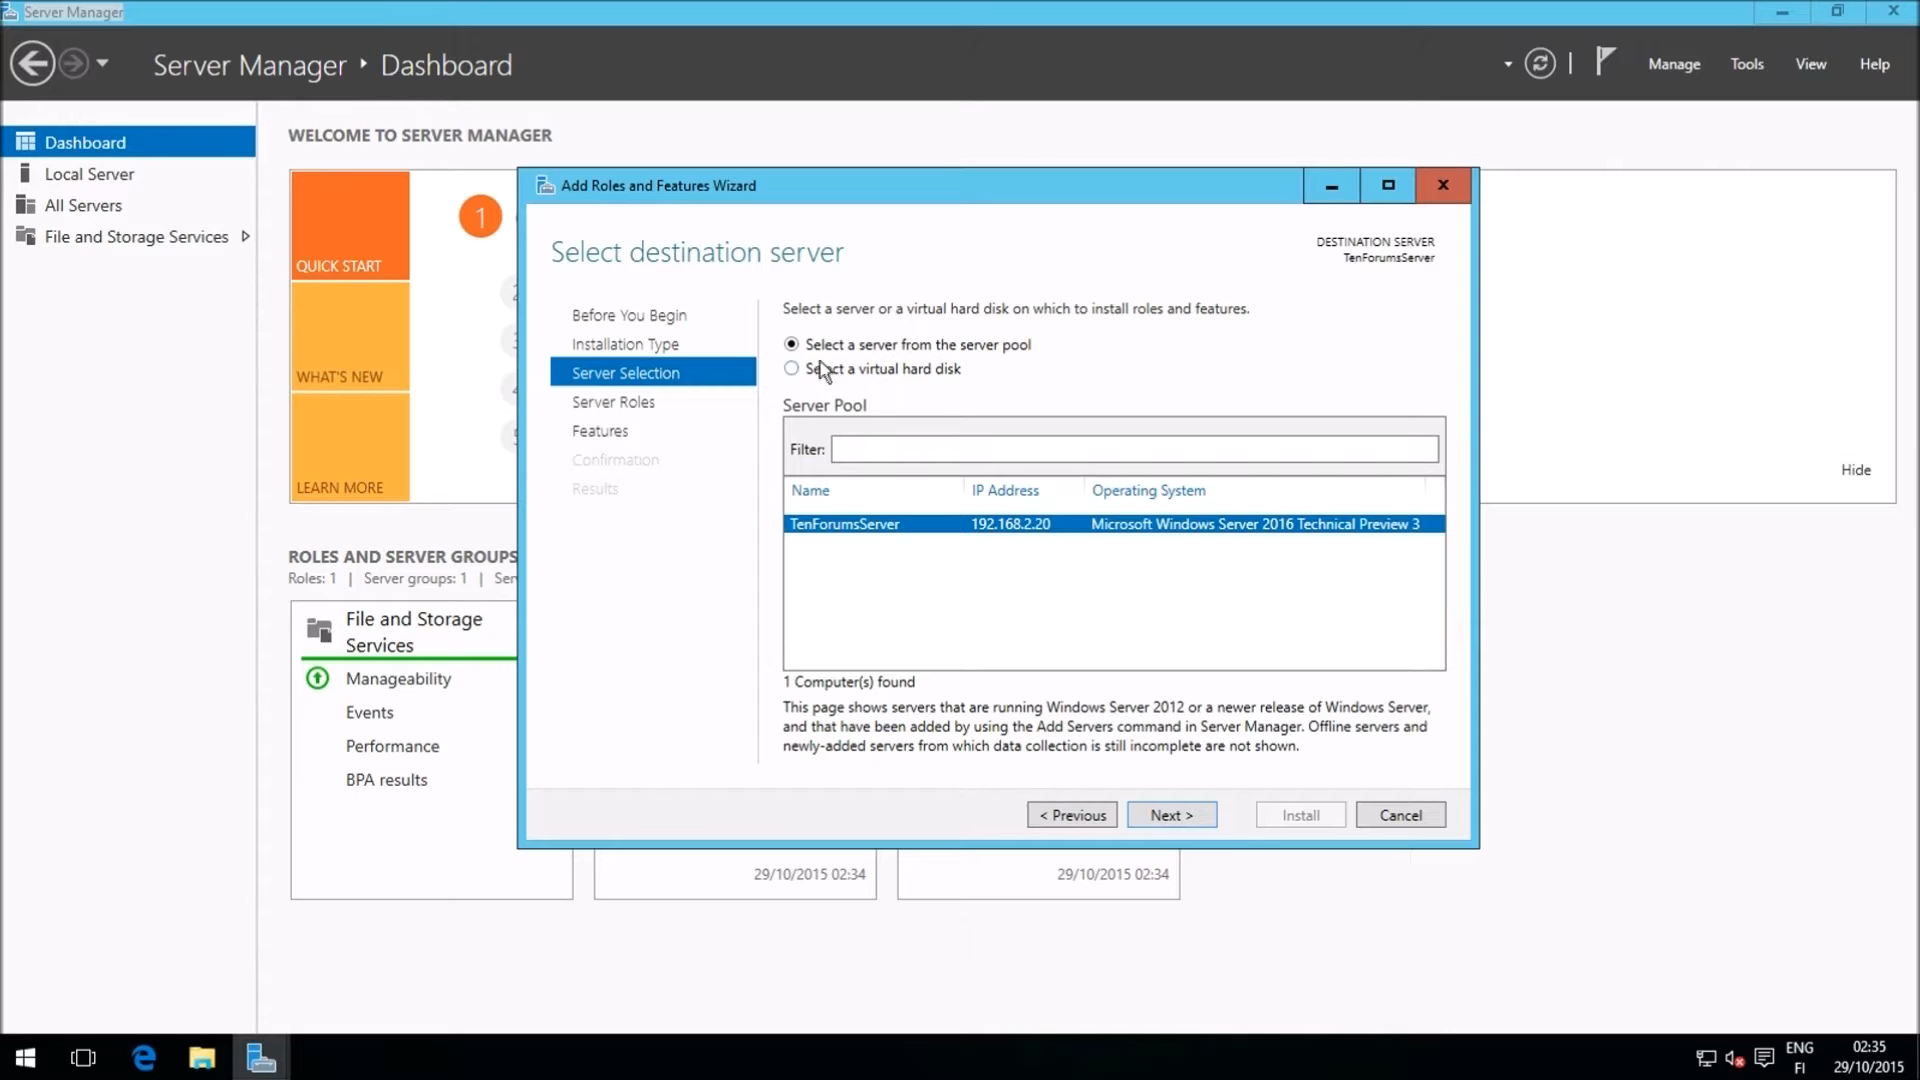 Server Manager
Server Manager ‣ Dashboard
Manage
Tools
View
Help
Dashboard
Local Server
All Servers
File and Storage Services
WELCOME TO SERVER MANAGER
QUICK START
WHAT'S NEW
LEARN MORE
1
Hide
ROLES AND SERVER GROUPS
Roles: 1 | Server groups: 1 |
File and Storage
Services
Manageability
Events
Performance
BPA results
29/10/2015 02:34
29/10/2015 02:34
Add Roles and Features Wizard
Select destination server
DESTINATION SERVER
TenForumsServer
Before You Begin
Installation Type
Server Selection
Server Roles
Features
Confirmation
Results
Select a server or a virtual hard disk on which to install roles and features.
Select a server from the server pool
Select a virtual hard disk
Server Pool
Filter:
Name IP Address Operating System
TenForumsServer 192.168.2.20 Microsoft Windows Server 2016 Technical Preview 3
1 Computer(s) found
This page shows servers that are running Windows Server 2012 or a newer release of Windows Server,
and that have been added by using the Add Servers command in Server Manager. Offline servers and
newly-added servers from which data collection is still incomplete are not shown.
< Previous
Next >
Install
Cancel
ENG
FI
02:35
29/10/2015